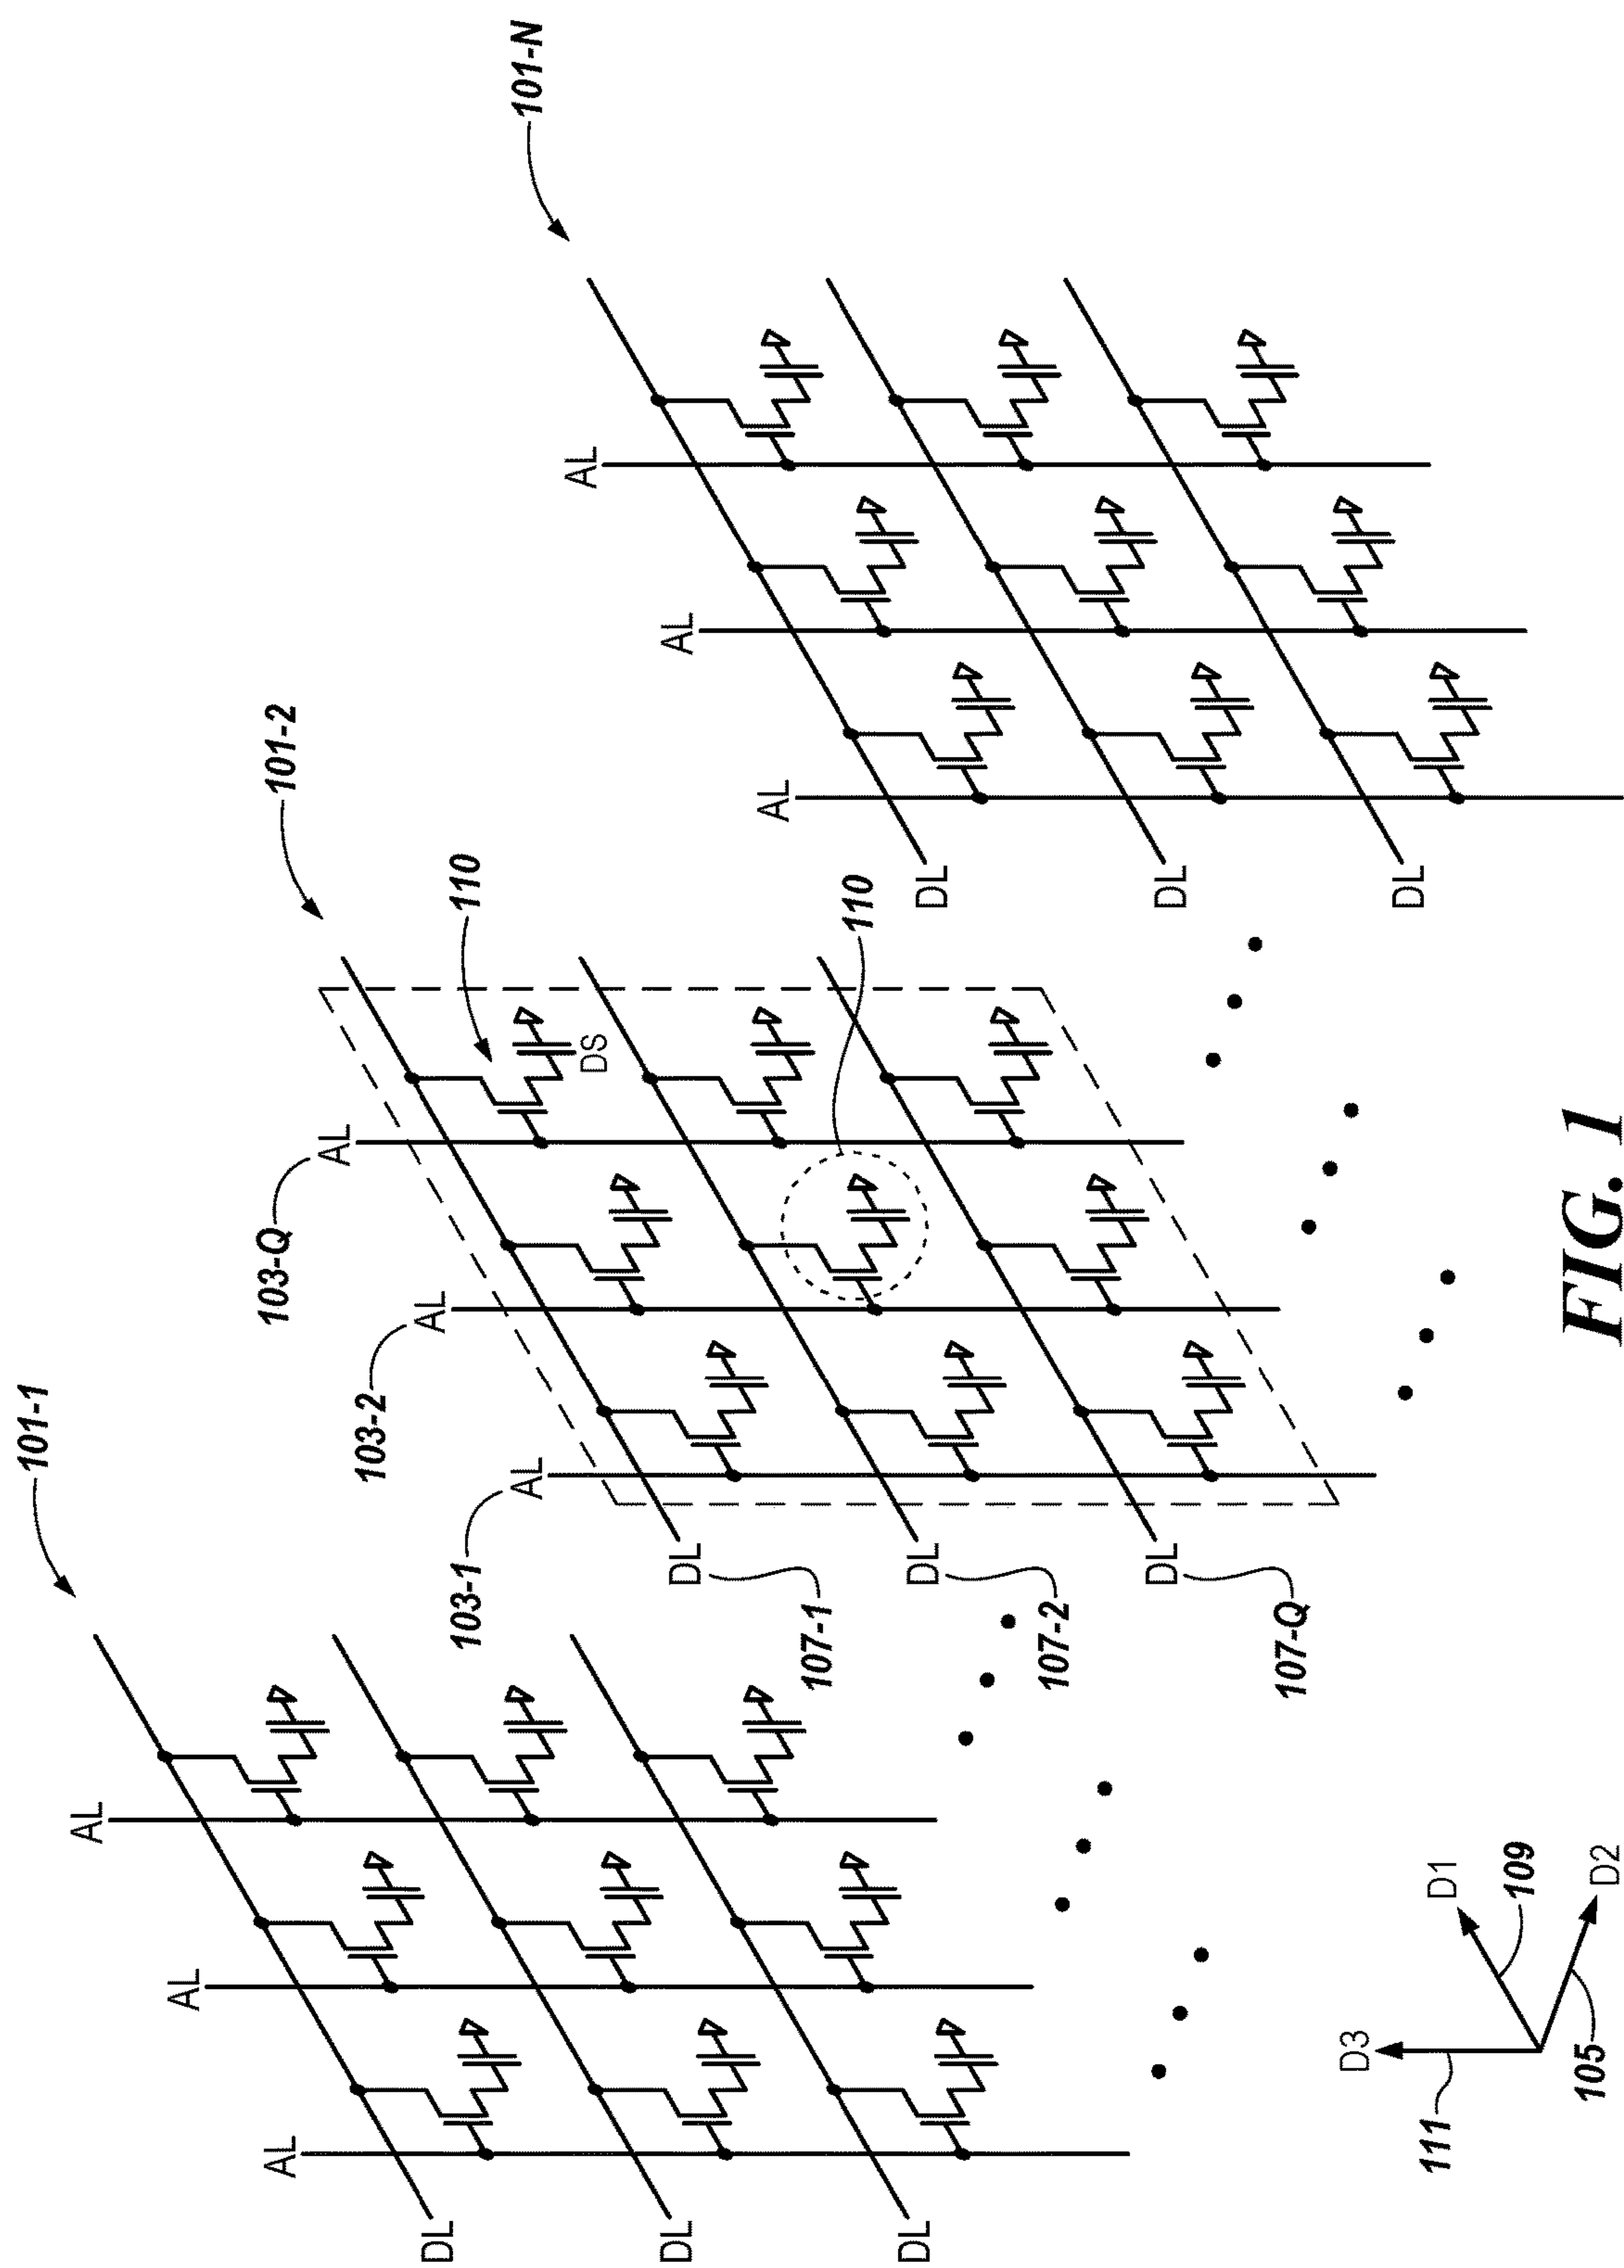 101-1
101-2
101-N
AL
AL
AL
DL
DL
DL
103-1
103-2
103-Q
AL
AL
AL
110
DS
110
DL
DL
DL
107-1
107-2
107-Q
AL
AL
AL
DL
DL
DL
D3
D1
D2
111
109
105
FIG. 1